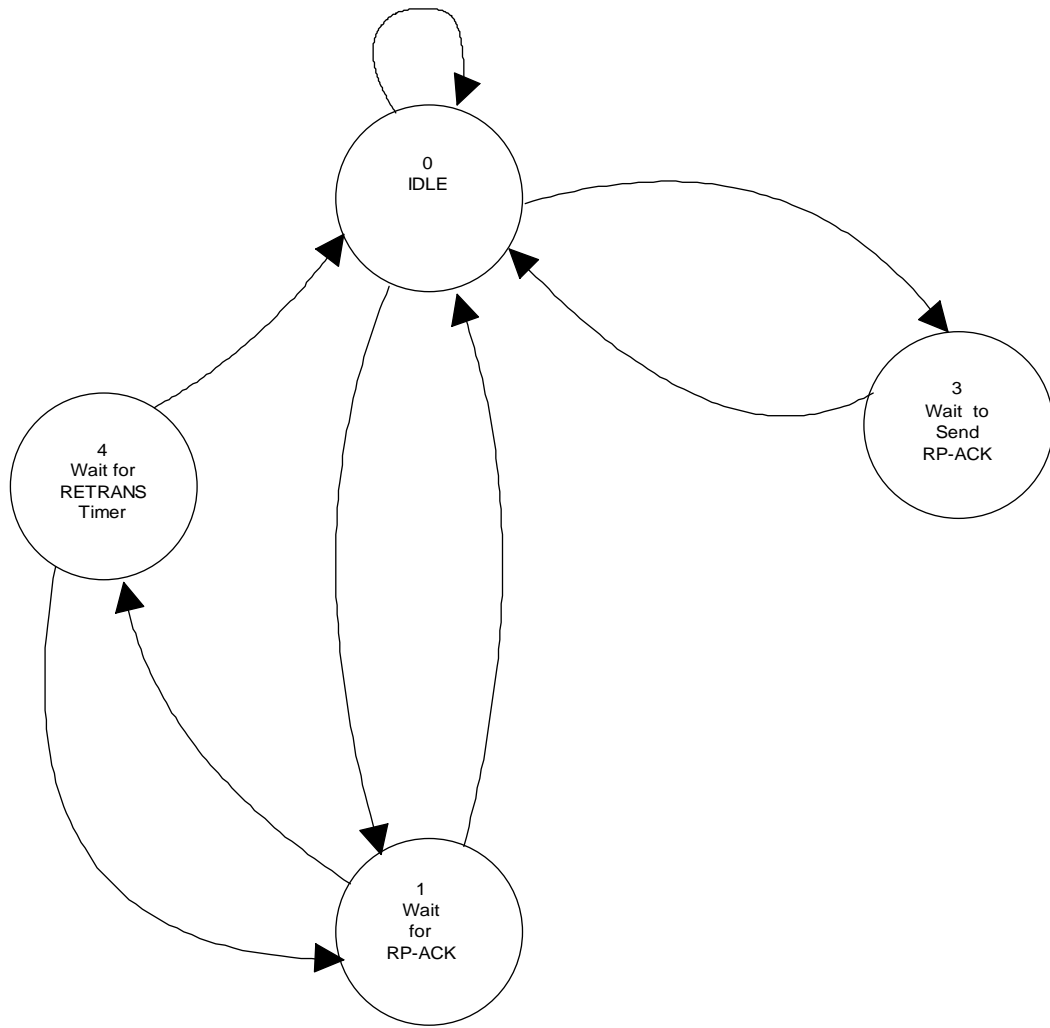 0
IDLE
3
Wait to
Send
RP-ACK
4
Wait for
RETRANS
Timer
1
Wait
for
RP-ACK